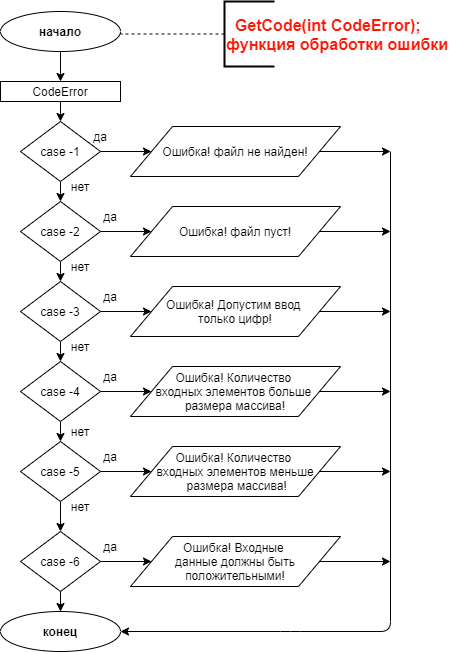 начало
GetCode(int CodeError);
функция обработки ошибки
CodeError
case -1
да
Ошибка! файл не найден!
нет
case -2
да
Ошибка! файл пуст!
нет
case -3
да
Ошибка! Допустим ввод
только цифр!
нет
case -4
да
Ошибка! Количество
входных элементов больше
размера массива!
нет
case -5
да
Ошибка! Количество
входных элементов меньше
размера массива!
нет
case -6
да
Ошибка! Входные
данные должны быть
положительными!
конец